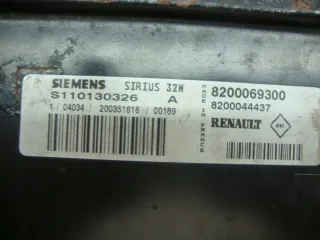 SIEMENS SIRIUS 32N
S110130326 A
1 / 04034 / 200351616 / 00189
MADE IN FRANCE
8200069300
8200044437
RENAULT